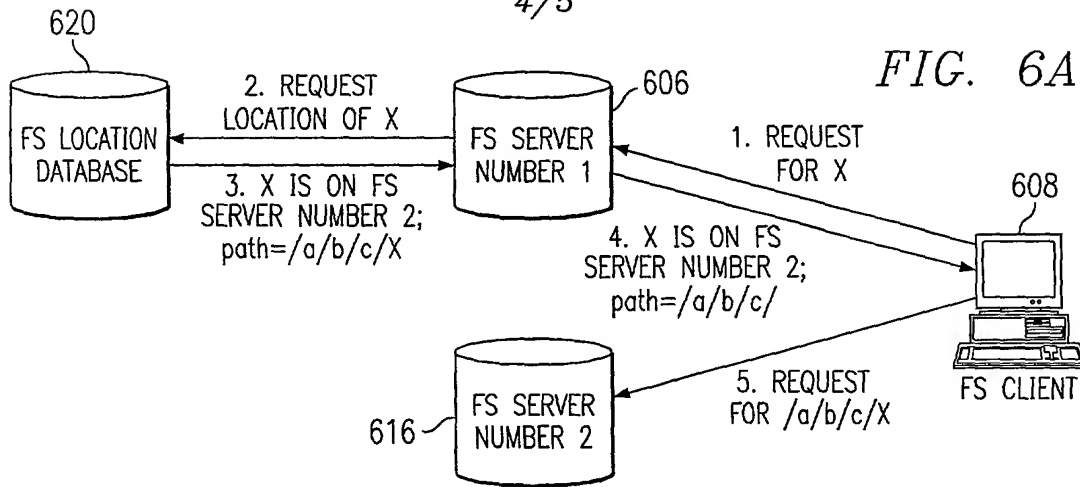 4/5
FIG. 6A
620
FS LOCATION
DATABASE
2. REQUEST
LOCATION OF X
3. X IS ON FS
SERVER NUMBER 2;
path=/a/b/c/X
606
FS SERVER
NUMBER 1
1. REQUEST
FOR X
4. X IS ON FS
SERVER NUMBER 2;
path=/a/b/c/
608
FS CLIENT
5. REQUEST
FOR /a/b/c/X
616
FS SERVER
NUMBER 2